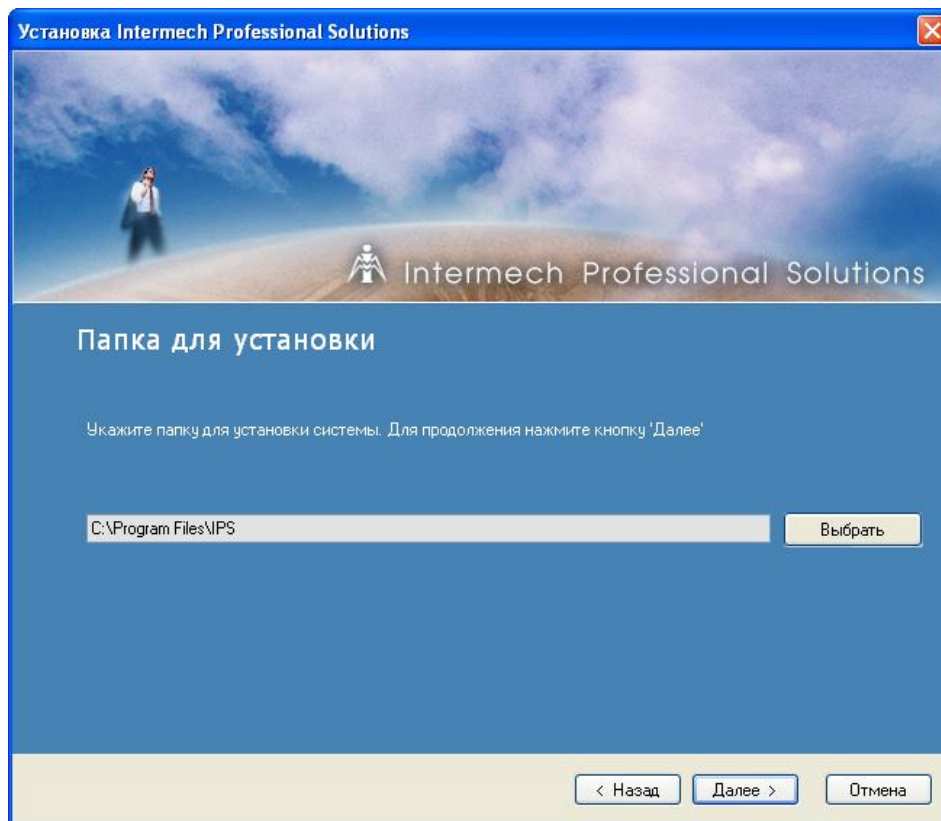 Установка Intermech Professional Solutions
Intermech Professional Solutions
Папка для установки
Укажите папку для установки системы. Для продолжения нажмите кнопку 'Далее'
C:\Program Files\IPS
Выбрать
< Назад
Далее >
Отмена